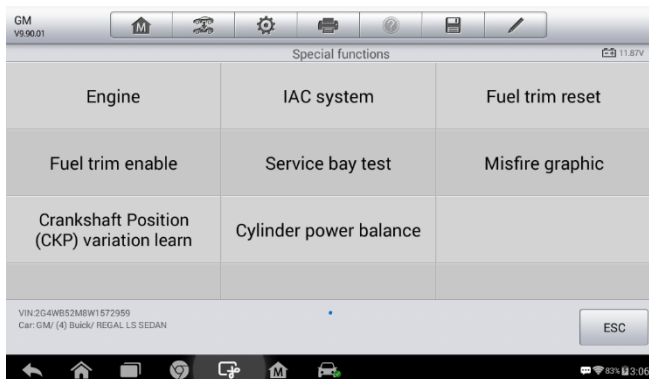 GM
V9.90.01
M
Special functions
11.87V
Engine
IAC system
Fuel trim reset
Fuel trim enable
Service bay test
Misfire graphic
Crankshaft Position
(CKP) variation learn
Cylinder power balance
VIN:2G4WB52M8W1572959
Car: GM/ (4) Buick/ REGAL LS SEDAN
ESC
M
83% 3:06